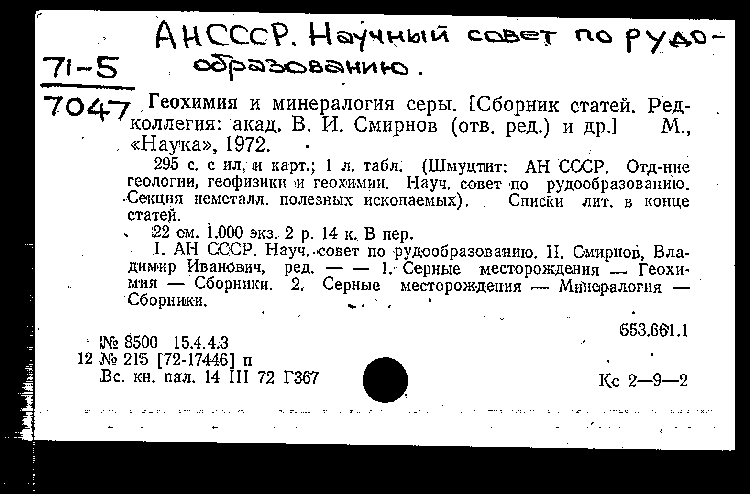 АН СССР. Научный совет по рудо-
71-5 образованию.
7047 Геохимия и минералогия серы. [Сборник статей. Ред-
коллегия: акад. В. И. Смирнов (отв. ред.) и др.] М.,
«Наука», 1972.
295 с. с ил. и карт.; 1 л. табл. (Шмуцтит: АН СССР. Отд-ние
геологии, геофизики и геохимии. Науч. совет по рудообразованию.
Секция неметалл. полезных ископаемых). Списки лит. в конце
статей.
22 см. 1.000 экз. 2 р. 14 к. В пер.
I. АН СССР. Науч. совет по рудообразованию. II. Смирнов, Вла-
димир Иванович, ред. — — 1. Серные месторождения — Геохи-
мия — Сборники. 2. Серные месторождения — Минералогия —
Сборники.
553.661.1
№ 8500 15.4.4.3
12 № 215 [72-17446] п
Вс. кн. пал. 14 III 72 Г367 Кс 2—9—2